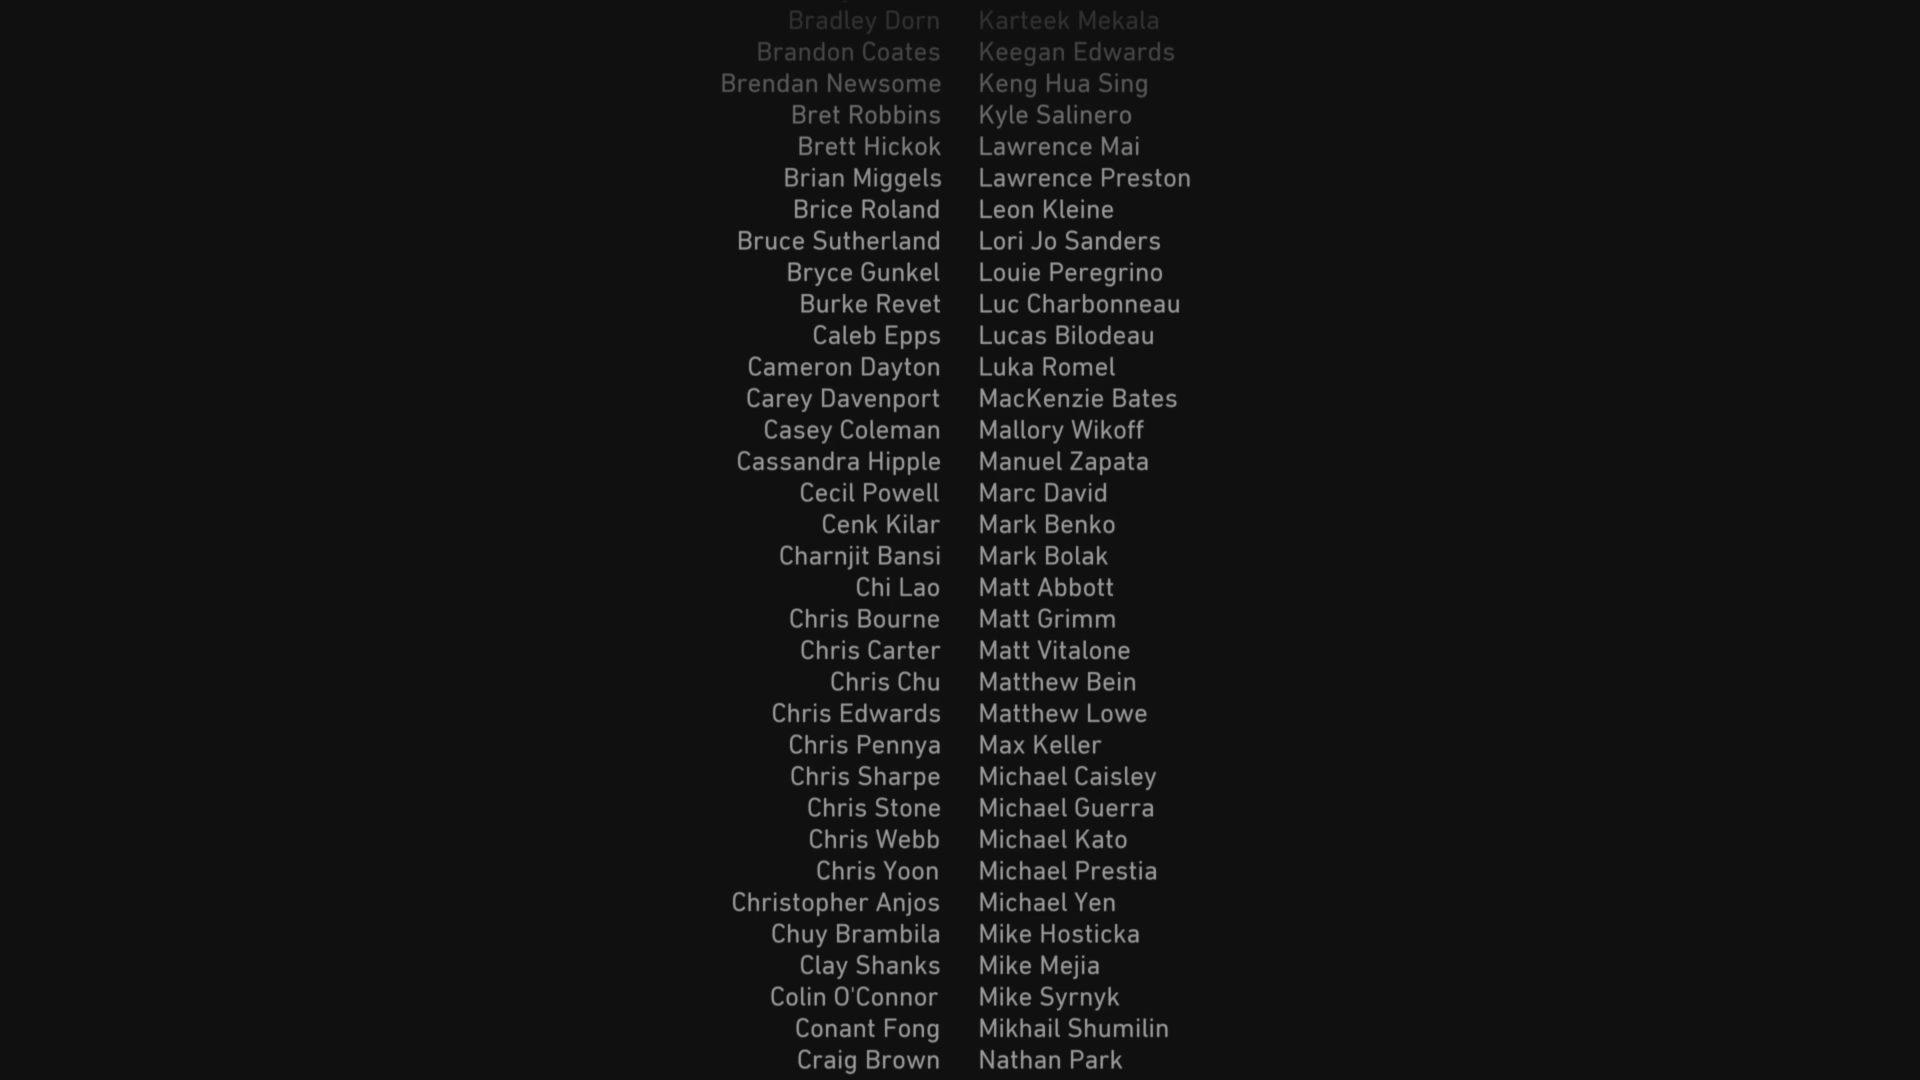 Bradley Dorn Karteek Mekala
Brandon Coates Keegan Edwards
Brendan Newsome Keng Hua Sing
Bret Robbins Kyle Salinero
Brett Hickok Lawrence Mai
Brian Miggels Lawrence Preston
Brice Roland Leon Kleine
Bruce Sutherland Lori Jo Sanders
Bryce Gunkel Louie Peregrino
Burke Revet Luc Charbonneau
Caleb Epps Lucas Bilodeau
Cameron Dayton Luka Romel
Carey Davenport MacKenzie Bates
Casey Coleman Mallory Wikoff
Cassandra Hipple Manuel Zapata
Cecil Powell Marc David
Cenk Kilar Mark Benko
Charnjit Bansi Mark Bolak
Chi Lao Matt Abbott
Chris Bourne Matt Grimm
Chris Carter Matt Vitalone
Chris Chu Matthew Bein
Chris Edwards Matthew Lowe
Chris Pennya Max Keller
Chris Sharpe Michael Caisley
Chris Stone Michael Guerra
Chris Webb Michael Kato
Chris Yoon Michael Prestia
Christopher Anjos Michael Yen
Chuy Brambila Mike Hosticka
Clay Shanks Mike Mejia
Colin O'Connor Mike Syrnyk
Conant Fong Mikhail Shumilin
Craig Brown Nathan Park